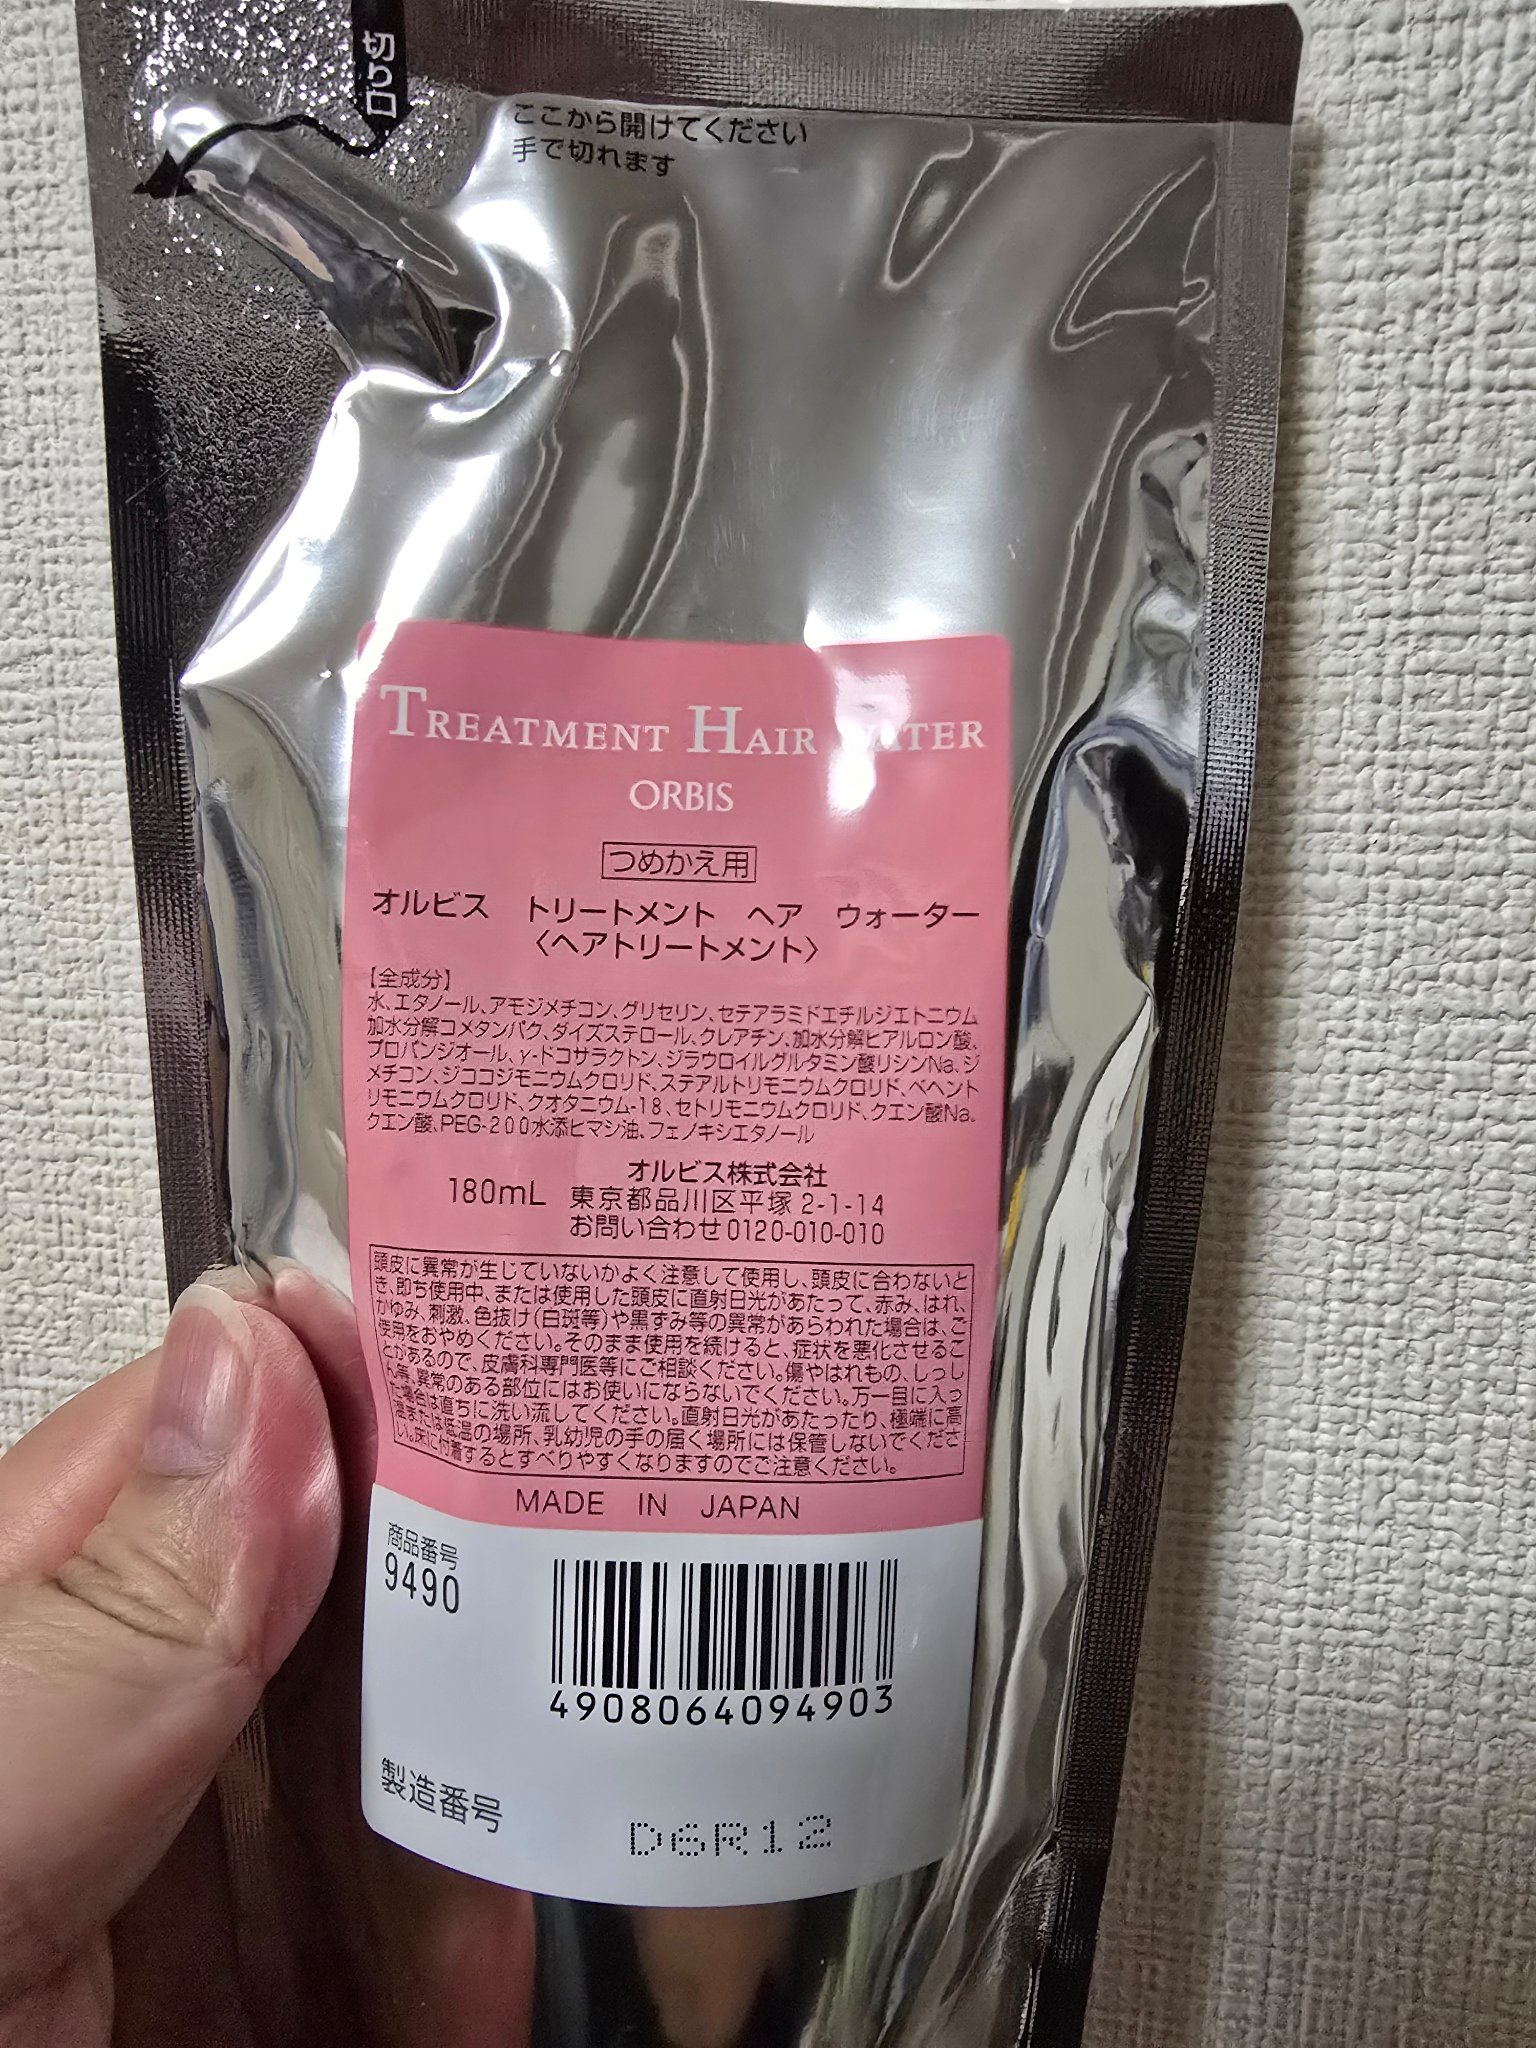 切り口
ここから開けてください
手で切れます
TREATMENT HAIR WATER
ORBIS
つめかえ用
オルビス トリートメント ヘア ウォーター
〈ヘアトリートメント〉
【全成分】
水、エタノール、アモジメチコン、グリセリン、セテアラミドエチルジエトニウム
加水分解コメタンパク、ダイズステロール、クレアチン、加水分解ヒアルロン酸、
プロパンジオール、γ-ドコサラクトン、ジラウロイルグルタミン酸リシンNa、ジ
メチコン、ジココジモニウムクロリド、ステアルトリモニウムクロリド、ベヘント
リモニウムクロリド、クオタニウム-18、セトリモニウムクロリド、クエン酸Na、
クエン酸、PEG-200水添ヒマシ油、フェノキシエタノール
オルビス株式会社
180mL 東京都品川区平塚 2-1-14
お問い合わせ 0120-010-010
頭皮に異常が生じていないかよく注意して使用し、頭皮に合わないと
き、即ち使用中、または使用した頭皮に直射日光があたって、赤み、はれ、
かゆみ、刺激、色抜け（白斑等）や黒ずみ等の異常があらわれた場合は、ご
使用をおやめください。そのまま使用を続けると、症状を悪化させるこ
とがあるので、皮膚科専門医等にご相談ください。傷やはれもの、しっし
ん等、異常のある部位にはお使いにならないでください。万一目に入っ
た場合は直ちに洗い流してください。直射日光があたったり、極端に高
温または低温の場所、乳幼児の手の届く場所には保管しないでくださ
い。床に付着するとすべりやすくなりますのでご注意ください。
MADE IN JAPAN
商品番号
9490
4908064094903
製造番号
D6R12